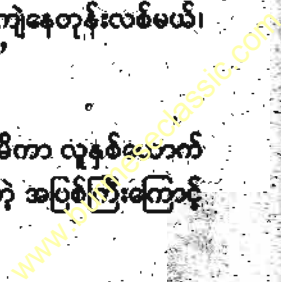 ကျဲနေတုန်းလစ်မယ်၊
မိကာ လူနှစ်ယောက်
တဲ့ အပြစ်ကြီးကြောင့်
www.burmeseclassic.com